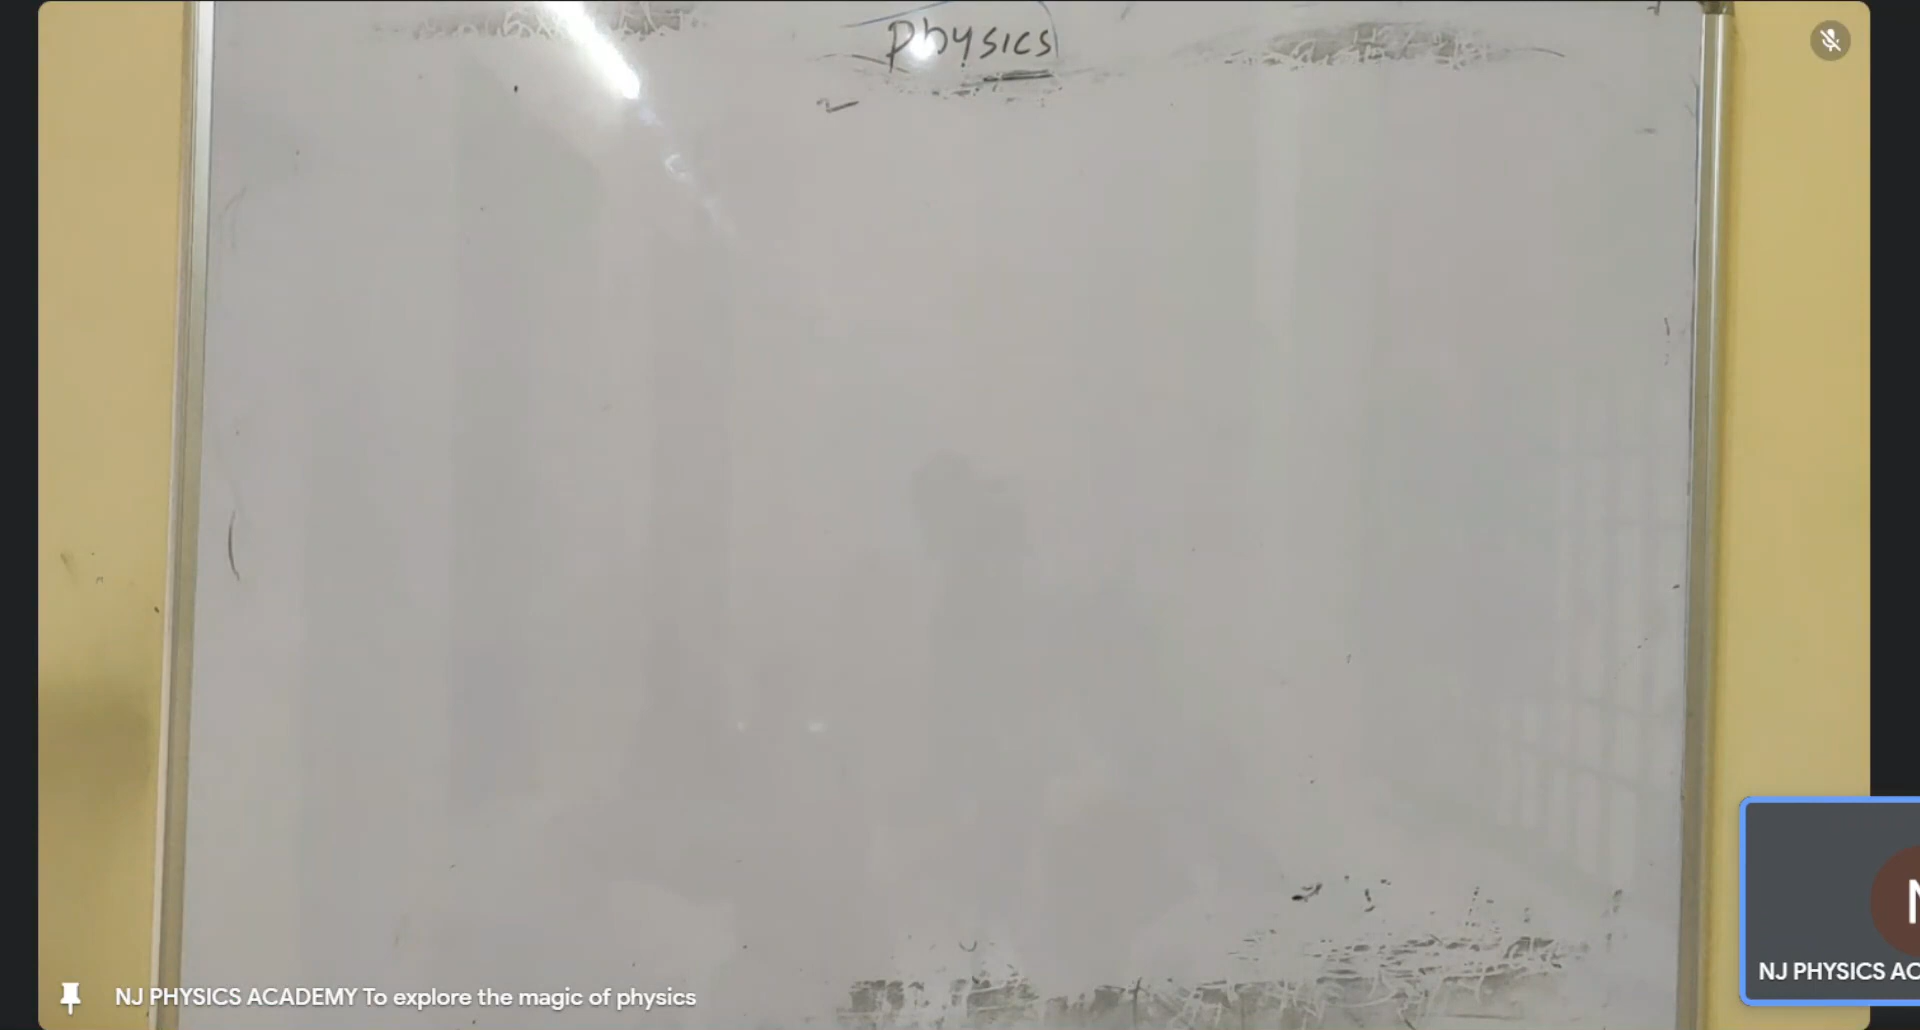 Physics
NJ PHYSICS ACADEMY To explore the magic of physics
NJ PHYSICS AC